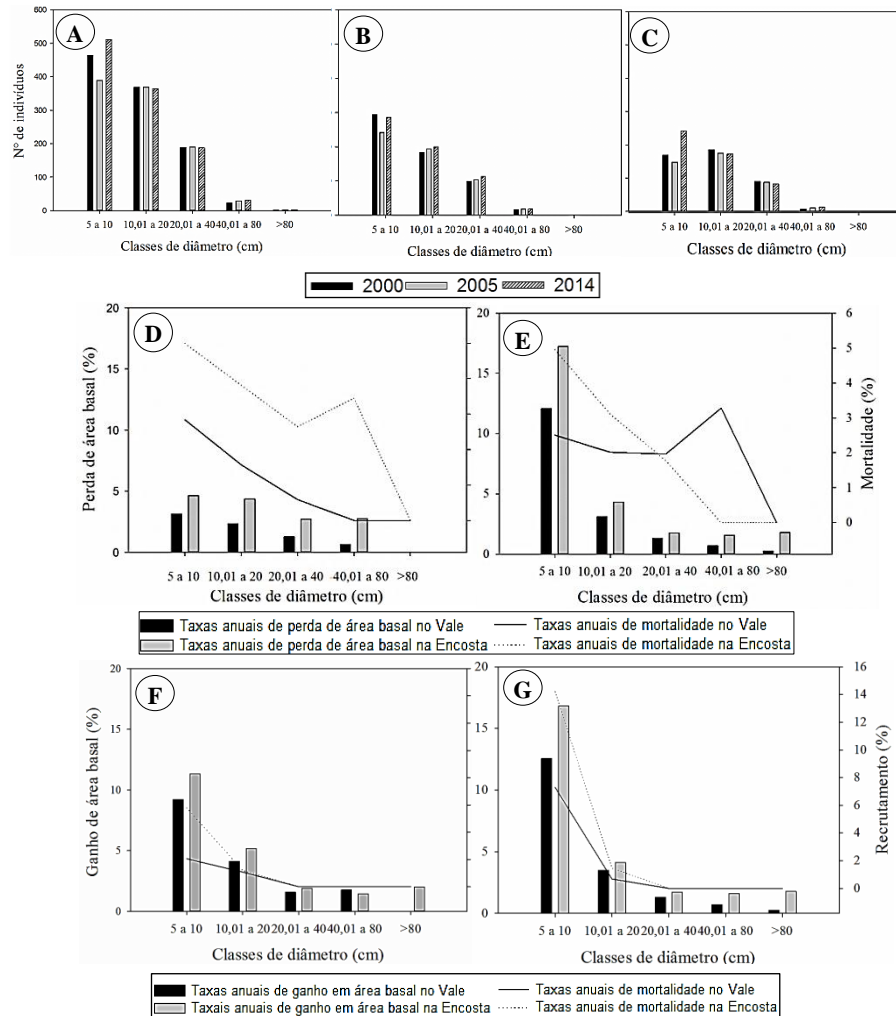 A
B
C
600
500
400
300
200
100
0
N° de indivíduos
5 a 10 10,01 a 20 20,01 a 40 40,01 a 80 >80
5 a 10 10,01 a 20 20,01 a 40 40,01 a 80 >80
5 a 10 10,01 a 20 20,01 a 40 40,01 a 80 >80
Classes de diâmetro (cm)
Classes de diâmetro (cm)
Classes de diâmetro (cm)
2000 2005 2014
D
E
20
15
10
5
0
Perda de área basal (%)
20
15
10
5
0
6
5
4
3
2
1
0
Mortalidade (%)
5 a 10 10,01 a 20 20,01 a 40 40,01 a 80 >80
5 a 10 10,01 a 20 20,01 a 40 40,01 a 80 >80
Classes de diâmetro (cm)
Classes de diâmetro (cm)
Taxas anuais de perda de área basal no Vale Taxas anuais de mortalidade no Vale
Taxas anuais de perda de área basal na Encosta Taxas anuais de mortalidade na Encosta
F
G
20
15
10
5
0
Ganho de área basal (%)
20
15
10
5
0
16
14
12
10
8
6
4
2
0
Recrutamento (%)
5 a 10 10,01 a 20 20,01 a 40 40,01 a 80 >80
5 a 10 10,01 a 20 20,01 a 40 40,01 a 80 >80
Classes de diâmetro (cm)
Classes de diâmetro (cm)
Taxas anuais de ganho em área basal no Vale Taxas anuais de mortalidade no Vale
Taxais anuais de ganho em área basal na Encosta Taxas anuais de mortalidade na Encosta